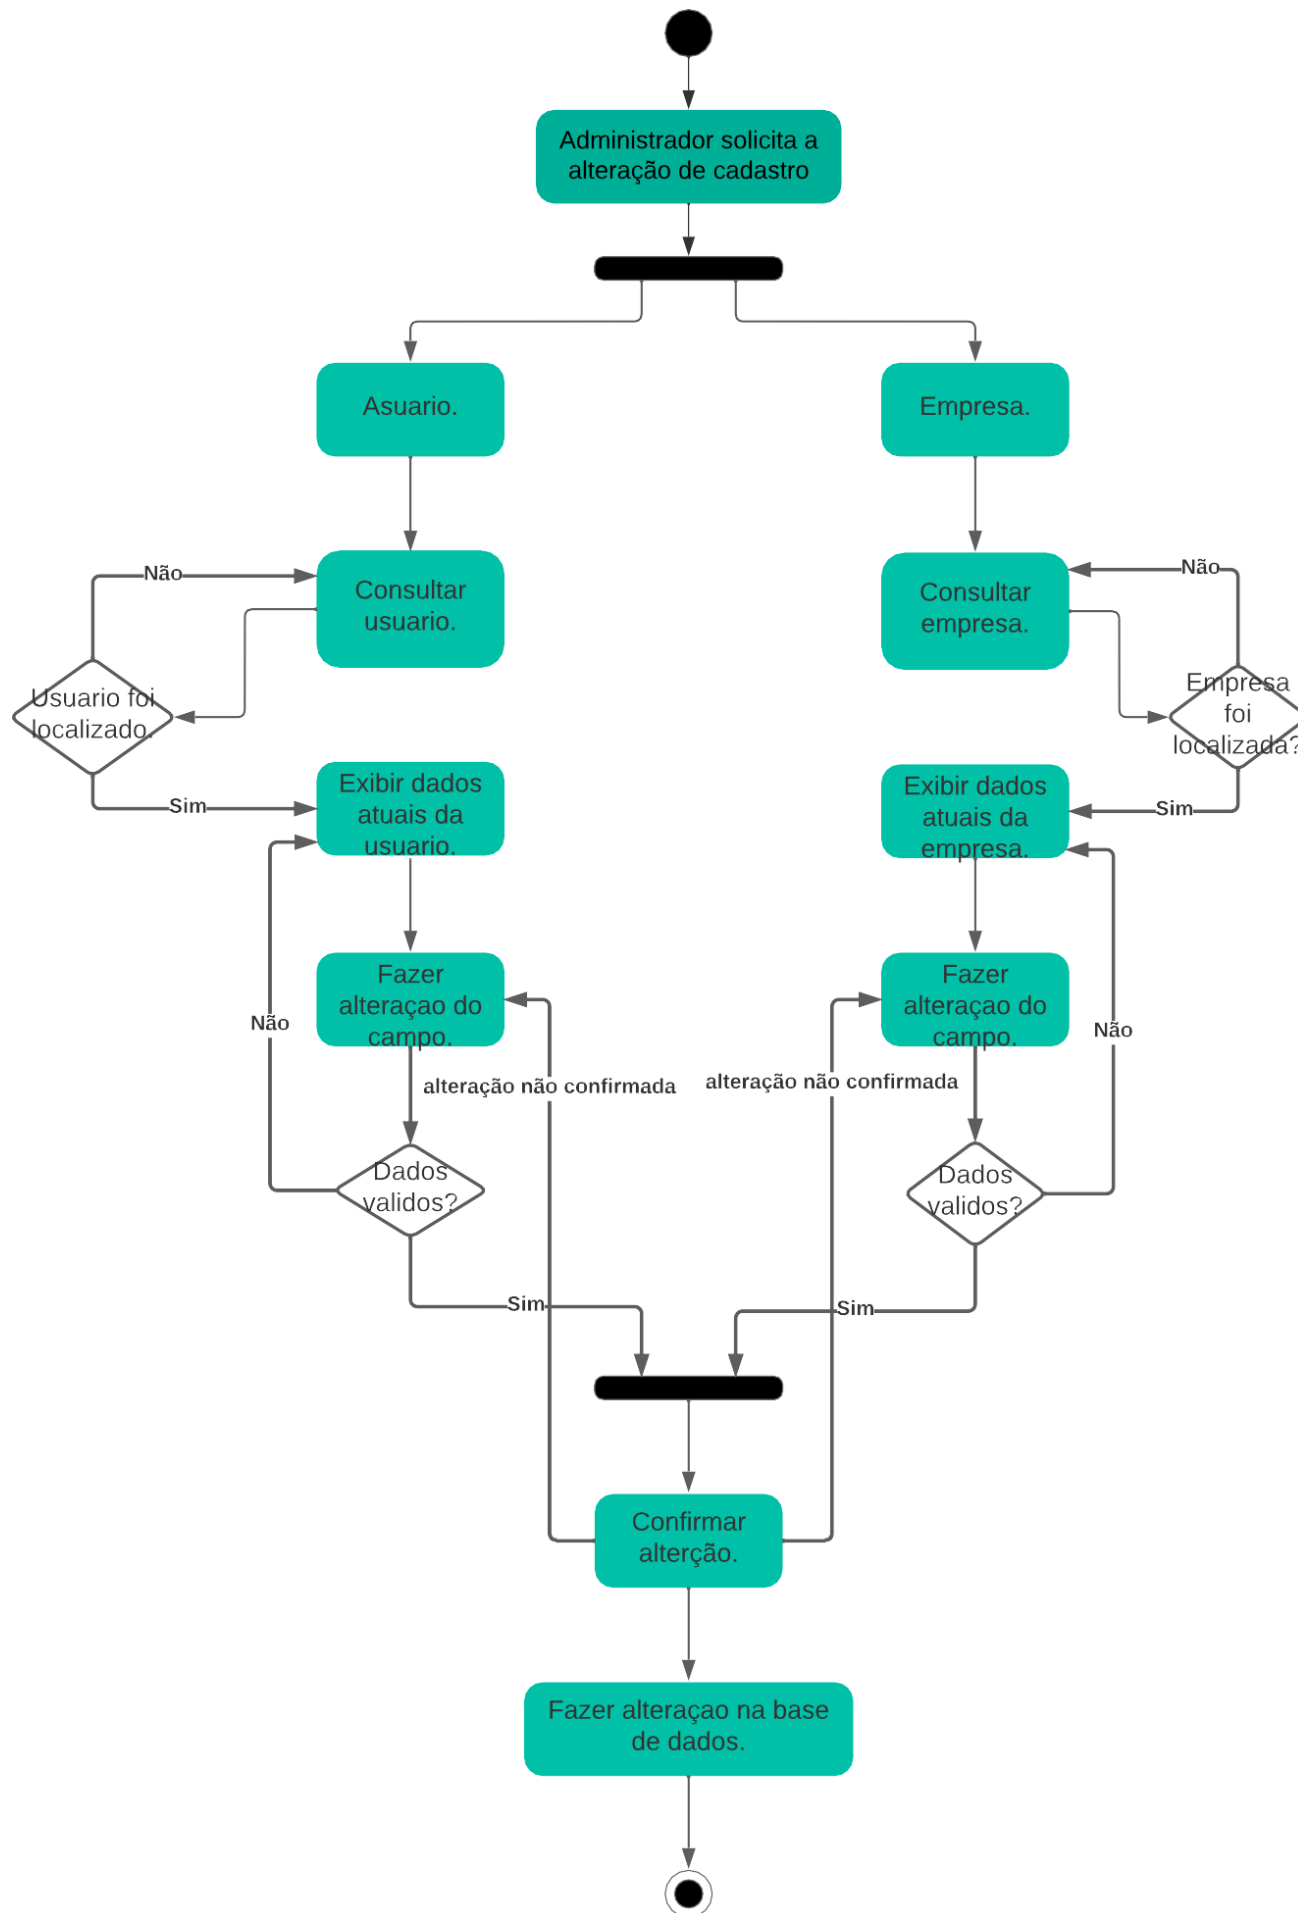 Administrador solicita a
alteração de cadastro
Asuario.
Empresa.
Não
Consultar
usuario.
Não
Consultar
empresa.
Usuario foi
localizado.
Empresa
foi
localizada?
Sim
Exibir dados
atuais da
usuario.
Sim
Exibir dados
atuais da
empresa.
Não
Fazer
alteraçao do
campo.
Fazer
alteraçao do
campo.
Não
alteração não confirmada
alteração não confirmada
Dados
validos?
Dados
validos?
Sim
Sim
Confirmar
alterção.
Fazer alteraçao na base
de dados.